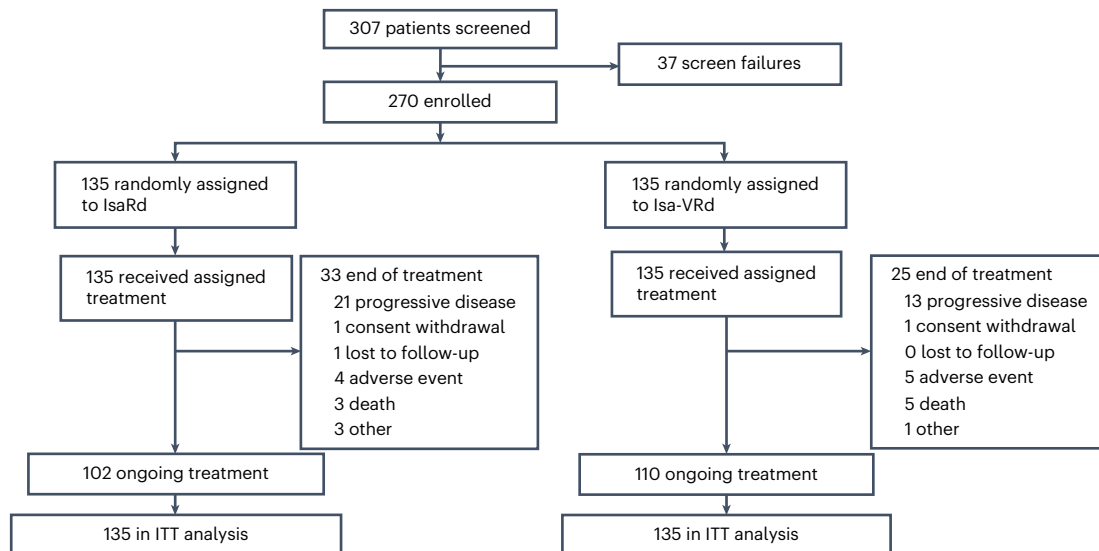 307 patients screened
37 screen failures
270 enrolled
135 randomly assigned
to IsaRd
135 randomly assigned
to Isa-VRd
135 received assigned
treatment
33 end of treatment
21 progressive disease
1 consent withdrawal
1 lost to follow-up
4 adverse event
3 death
3 other
135 received assigned
treatment
25 end of treatment
13 progressive disease
1 consent withdrawal
0 lost to follow-up
5 adverse event
5 death
1 other
102 ongoing treatment
110 ongoing treatment
135 in ITT analysis
135 in ITT analysis